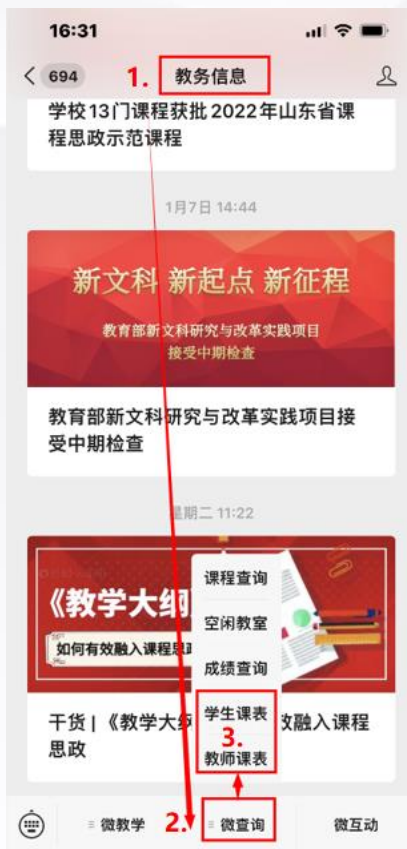 16:31
694
1.
教务信息
学校13门课程获批2022年山东省课
程思政示范课程
1月7日 14:44
新文科 新起点 新征程
教育部新文科研究与改革实践项目
接受中期检查
教育部新文科研究与改革实践项目接
受中期检查
星期二 11:22
《教学大纲
如何有效融入课程思政
课程查询
空闲教室
成绩查询
学生课表
3.
教师课表
干货 | 《教学大纲
效融入课程
思政
微教学
2.
微查询
微互动